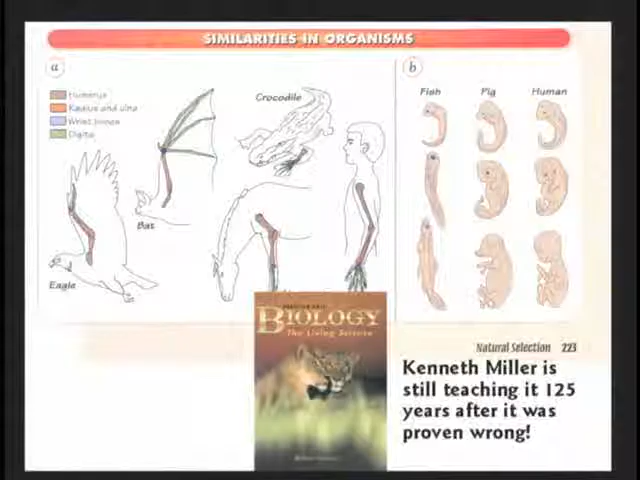 SIMILARITIES IN ORGANISMS
a
b
Humerus
Radius and ulna
Wrist bones
Digits
Crocodile
Bat
Eagle
Fish Pig Human
BIOLOGY
The Living Science
Natural Selection 223
Kenneth Miller is
still teaching it 125
years after it was
proven wrong!